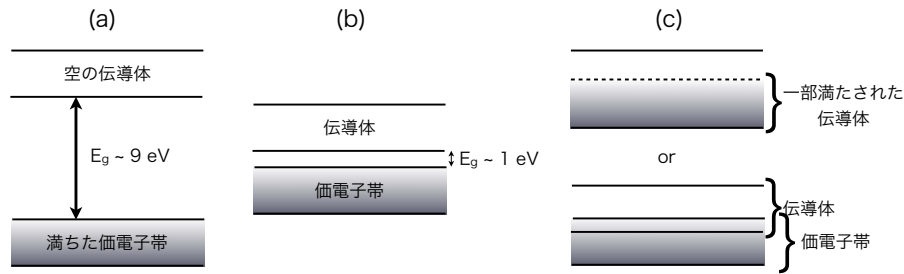 (a)
空の伝導体
Eg ~ 9 eV
満ちた価電子帯
(b)
伝導体
Eg ~ 1 eV
価電子帯
(c)
一部満たされた
伝導体
or
伝導体
価電子帯